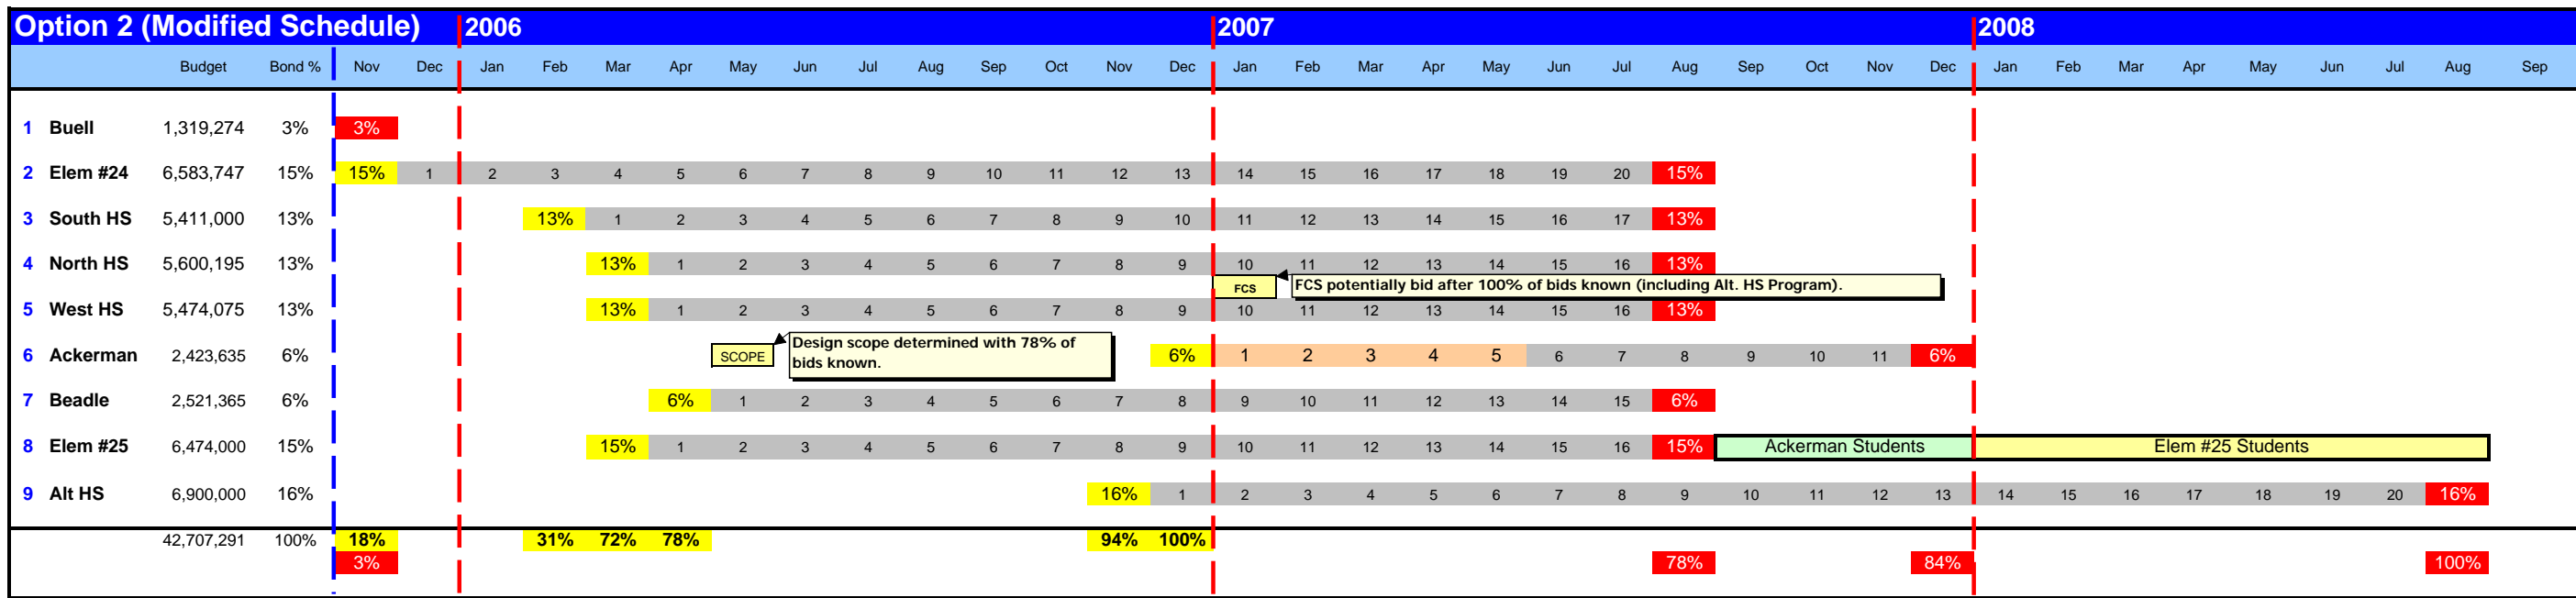 Option 2 (Modified Schedule) 2006 2007 2008
Budget Bond % Nov Dec Jan Feb Mar Apr May Jun Jul Aug Sep Oct Nov Dec Jan Feb Mar Apr May Jun Jul Aug Sep Oct Nov Dec Jan Feb Mar Apr May Jun Jul Aug Sep
1 Buell 1,319,274 3% 3%
2 Elem #24 6,583,747 15% 15% 1 2 3 4 5 6 7 8 9 10 11 12 13 14 15 16 17 18 19 20 15%
3 South HS 5,411,000 13% 13% 1 2 3 4 5 6 7 8 9 10 11 12 13 14 15 16 17 13%
4 North HS 5,600,195 13% 13% 1 2 3 4 5 6 7 8 9 10 11 12 13 14 15 16 13%
FCS FCS potentially bid after 100% of bids known (including Alt. HS Program).
5 West HS 5,474,075 13% 13% 1 2 3 4 5 6 7 8 9 10 11 12 13 14 15 16 13%
6 Ackerman 2,423,635 6% SCOPE Design scope determined with 78% of
bids known.
6% 1 2 3 4 5 6 7 8 9 10 11 6%
7 Beadle 2,521,365 6% 6% 1 2 3 4 5 6 7 8 9 10 11 12 13 14 15 6%
8 Elem #25 6,474,000 15% 15% 1 2 3 4 5 6 7 8 9 10 11 12 13 14 15 16 15% Ackerman Students Elem #25 Students
9 Alt HS 6,900,000 16% 16% 1 2 3 4 5 6 7 8 9 10 11 12 13 14 15 16 17 18 19 20 16%
42,707,291 100% 18% 31% 72% 78% 94% 100%
3% 78% 84% 100%